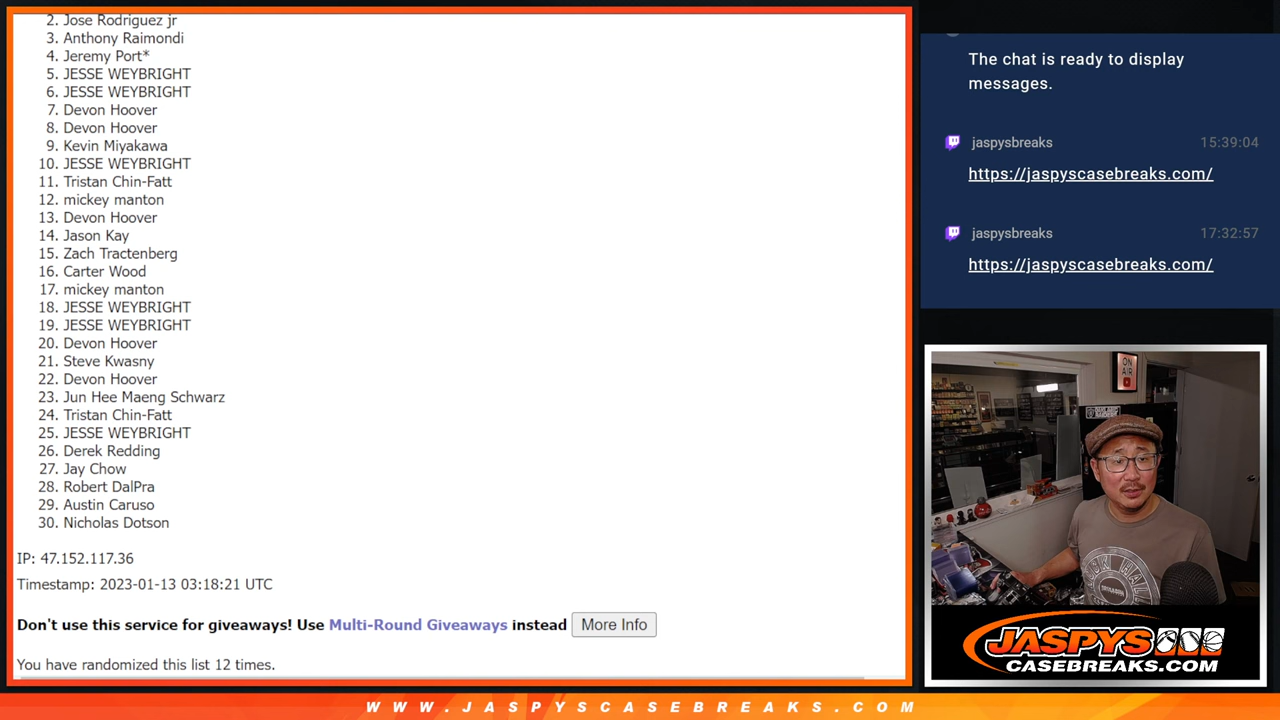 2. Jose Rodriguez jr
3. Anthony Raimondi
4. Jeremy Port*
5. JESSE WEYBRIGHT
6. JESSE WEYBRIGHT
7. Devon Hoover
8. Devon Hoover
9. Kevin Miyakawa
10. JESSE WEYBRIGHT
11. Tristan Chin-Fatt
12. mickey manton
13. Devon Hoover
14. Jason Kay
15. Zach Tractenberg
16. Carter Wood
17. mickey manton
18. JESSE WEYBRIGHT
19. JESSE WEYBRIGHT
20. Devon Hoover
21. Steve Kwasny
22. Devon Hoover
23. Jun Hee Maeng Schwarz
24. Tristan Chin-Fatt
25. JESSE WEYBRIGHT
26. Derek Redding
27. Jay Chow
28. Robert DalPra
29. Austin Caruso
30. Nicholas Dotson
IP: 47.152.117.36
Timestamp: 2023-01-13 03:18:21 UTC
Don't use this service for giveaways! Use Multi-Round Giveaways instead More Info
You have randomized this list 12 times.
The chat is ready to display
messages.
jaspysbreaks 15:39:04
https://jaspyscasebreaks.com/
jaspysbreaks 17:32:57
https://jaspyscasebreaks.com/
ON
AIR
JASPYS
CASEBREAKS.COM
WWW.JASPYSCASEBREAKS.COM